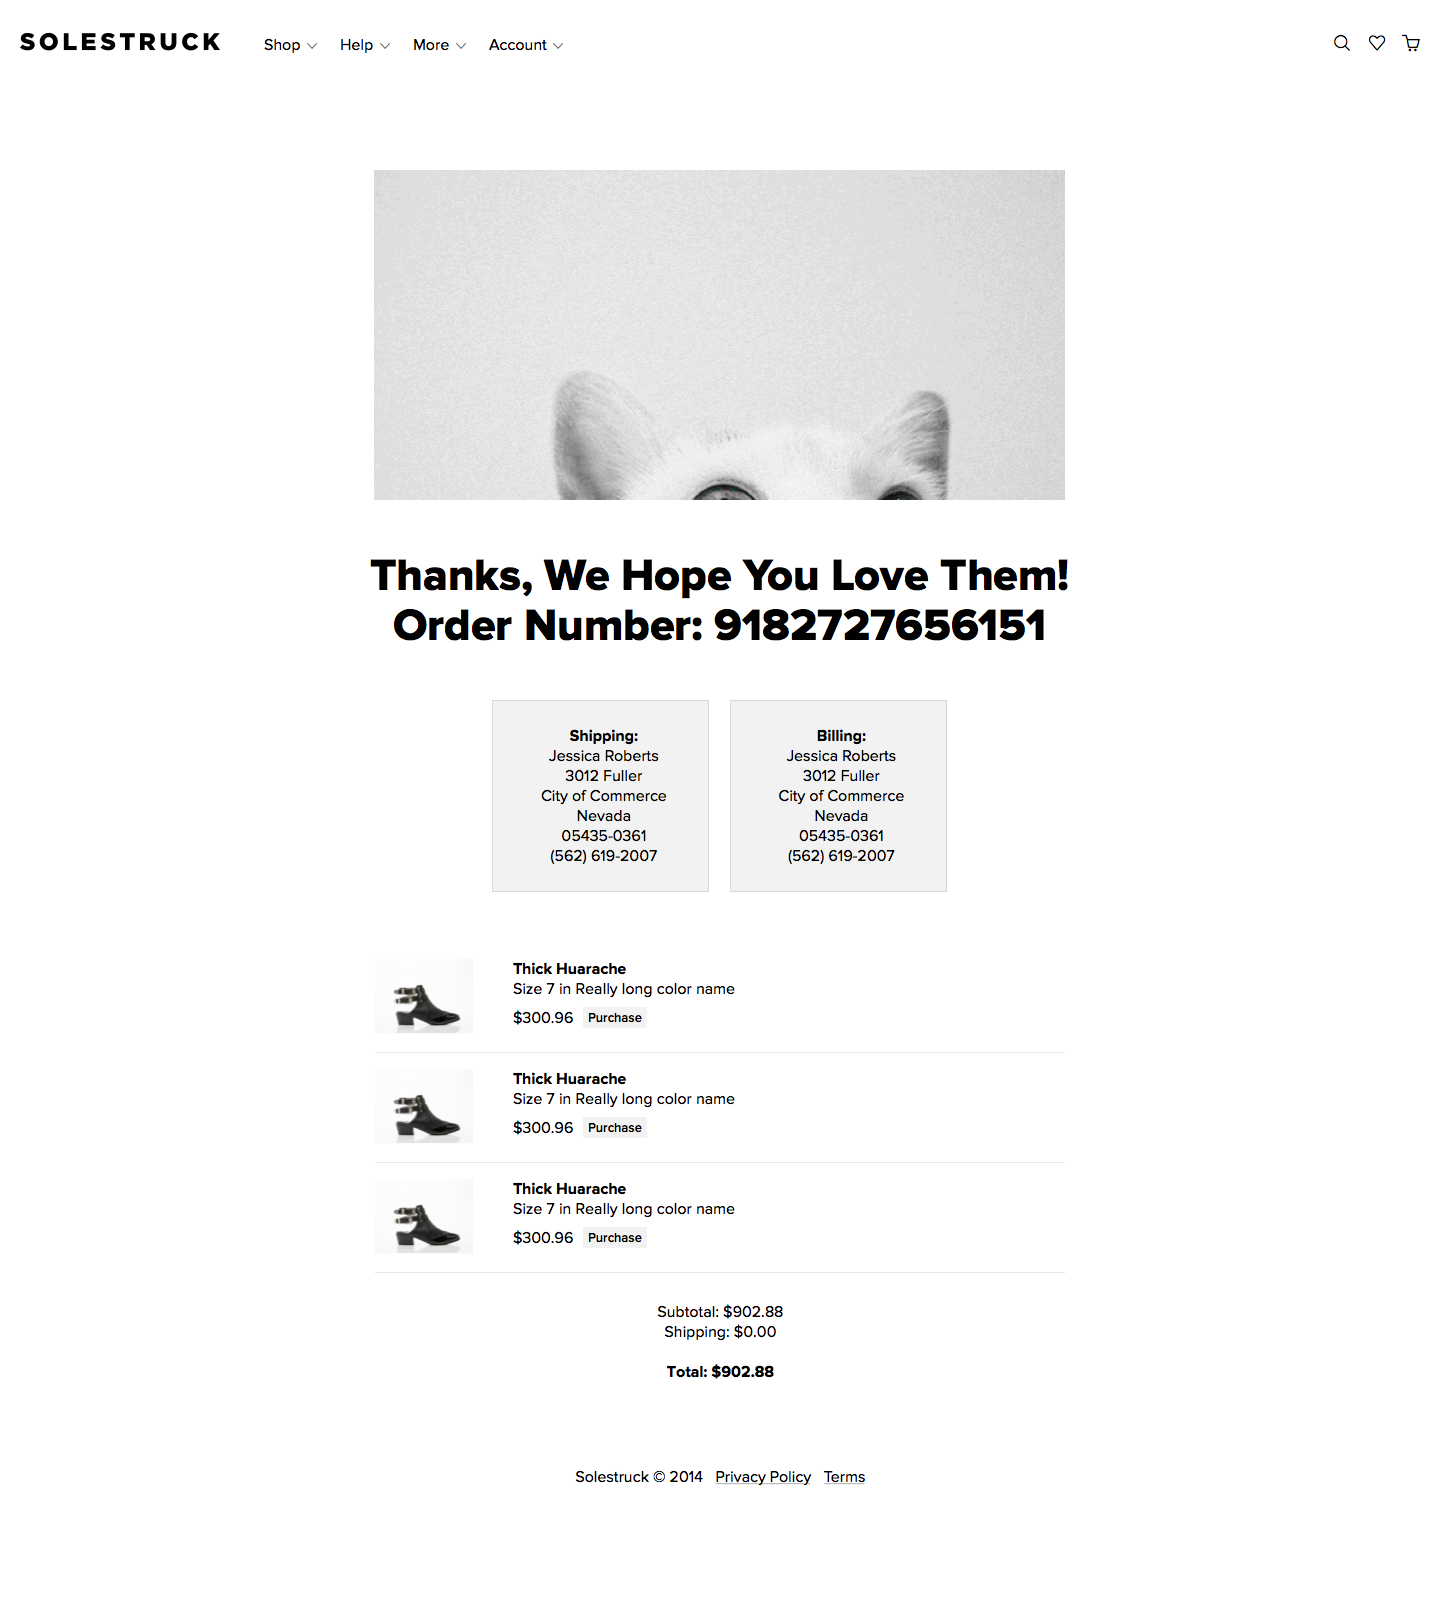 SOLESTRUCK Shop Help More Account
Thanks, We Hope You Love Them!
Order Number: 9182727656151
Shipping:
Jessica Roberts
3012 Fuller
City of Commerce
Nevada
05435-0361
(562) 619-2007
Billing:
Jessica Roberts
3012 Fuller
City of Commerce
Nevada
05435-0361
(562) 619-2007
Thick Huarache
Size 7 in Really long color name
$300.96 Purchase
Thick Huarache
Size 7 in Really long color name
$300.96 Purchase
Thick Huarache
Size 7 in Really long color name
$300.96 Purchase
Subtotal: $902.88
Shipping: $0.00
Total: $902.88
Solestruck © 2014 Privacy Policy Terms